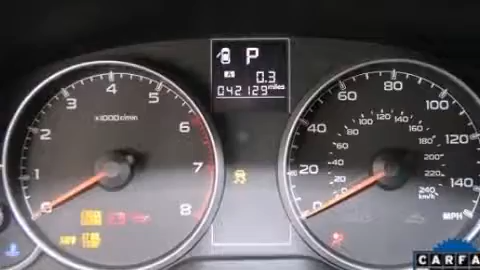 P
A 0.3
042129 miles
x1000r/min
0 1 2 3 4 5 6 7 8
0 20 40 60 80 100 120 140
0 20 40 60 80 100 120 140 160 180 200 220 240
km/h
MPH
CARFA